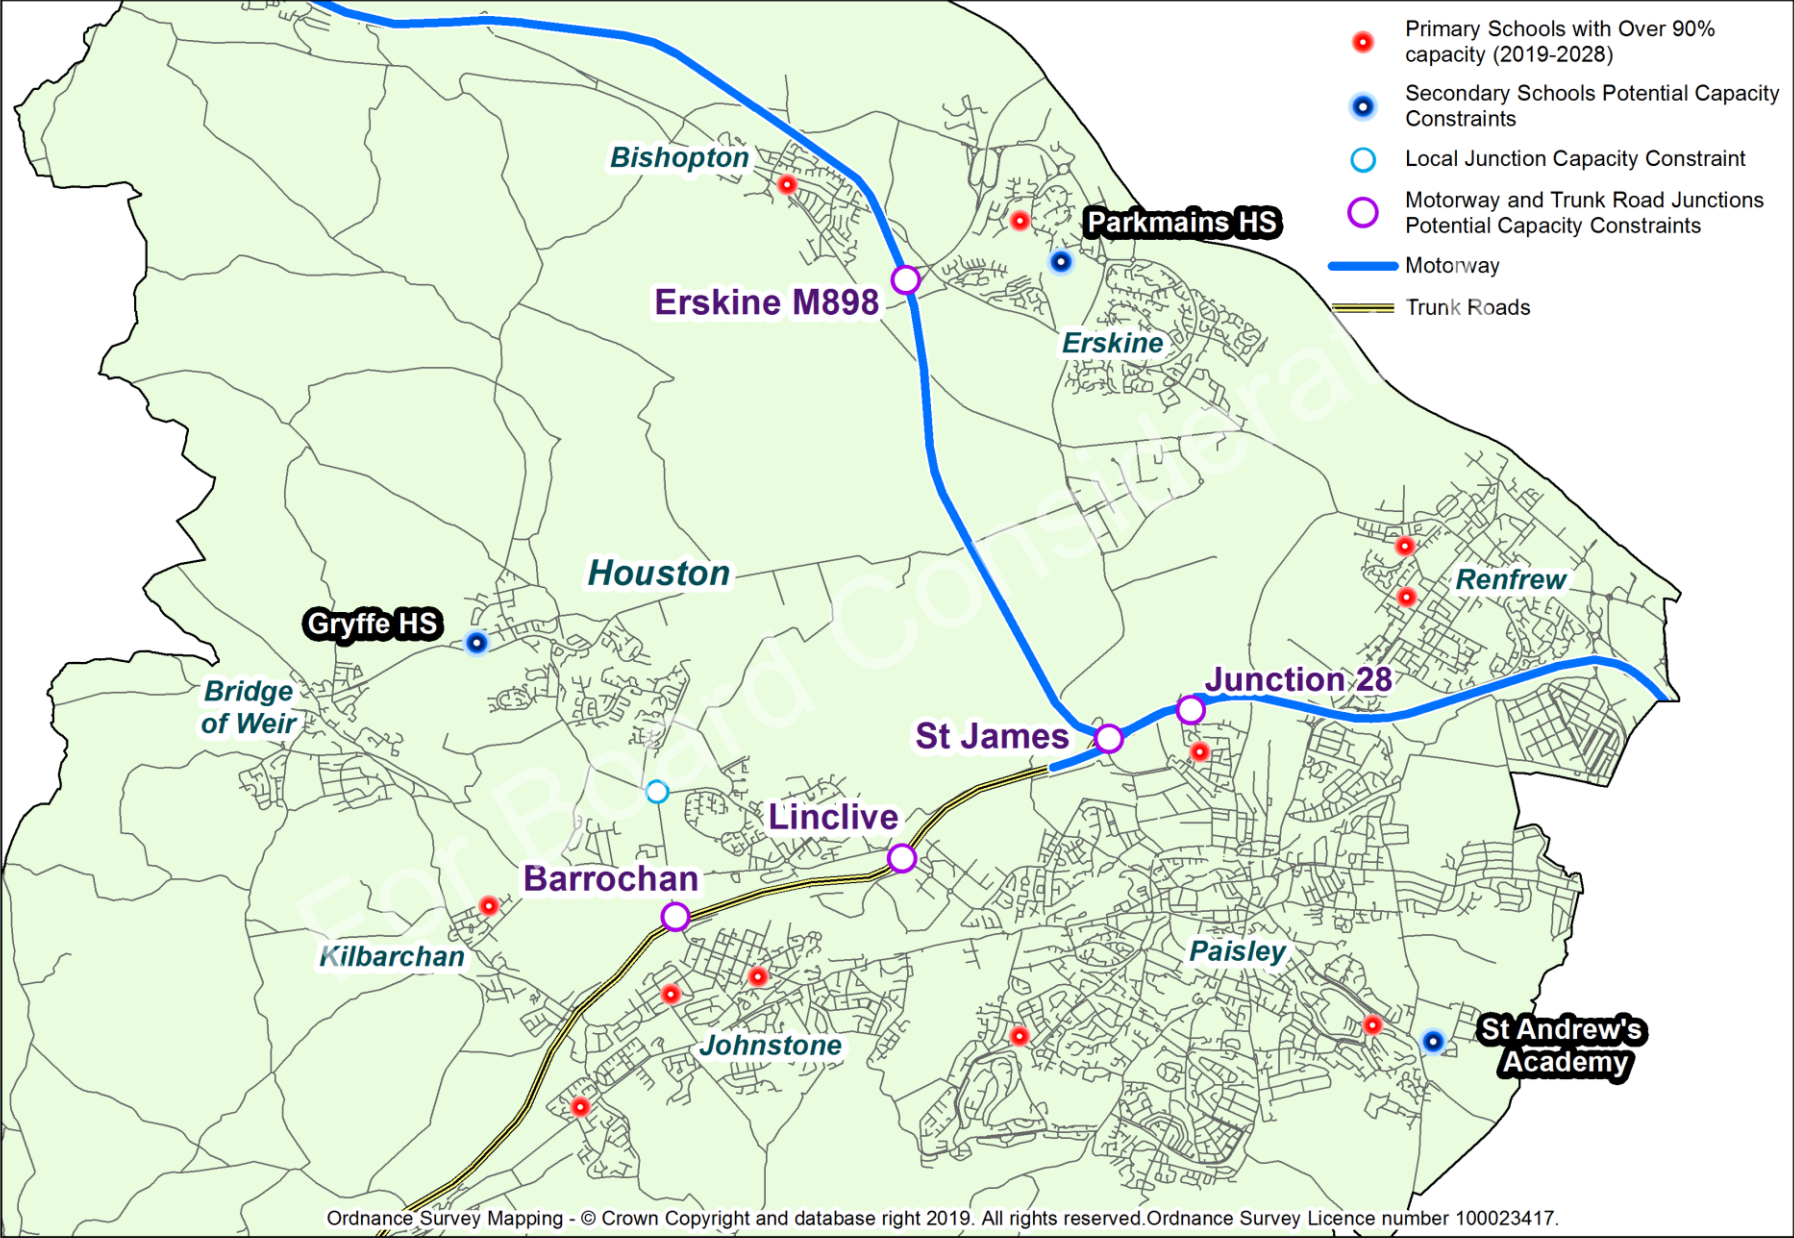 Primary Schools with Over 90%
capacity (2019-2028)
Secondary Schools Potential Capacity
Constraints
Local Junction Capacity Constraint
Motorway and Trunk Road Junctions
Potential Capacity Constraints
Motorway
Trunk Roads
Bishopton
Parkmains HS
Erskine M898
Erskine
Houston
Renfrew
Gryffe HS
Bridge
of Weir
Junction 28
St James
Linclive
Barrochan
Kilbarchan
Paisley
Johnstone
St Andrew's
Academy
For Board Considerat
Ordnance Survey Mapping - © Crown Copyright and database right 2019. All rights reserved.Ordnance Survey Licence number 100023417.